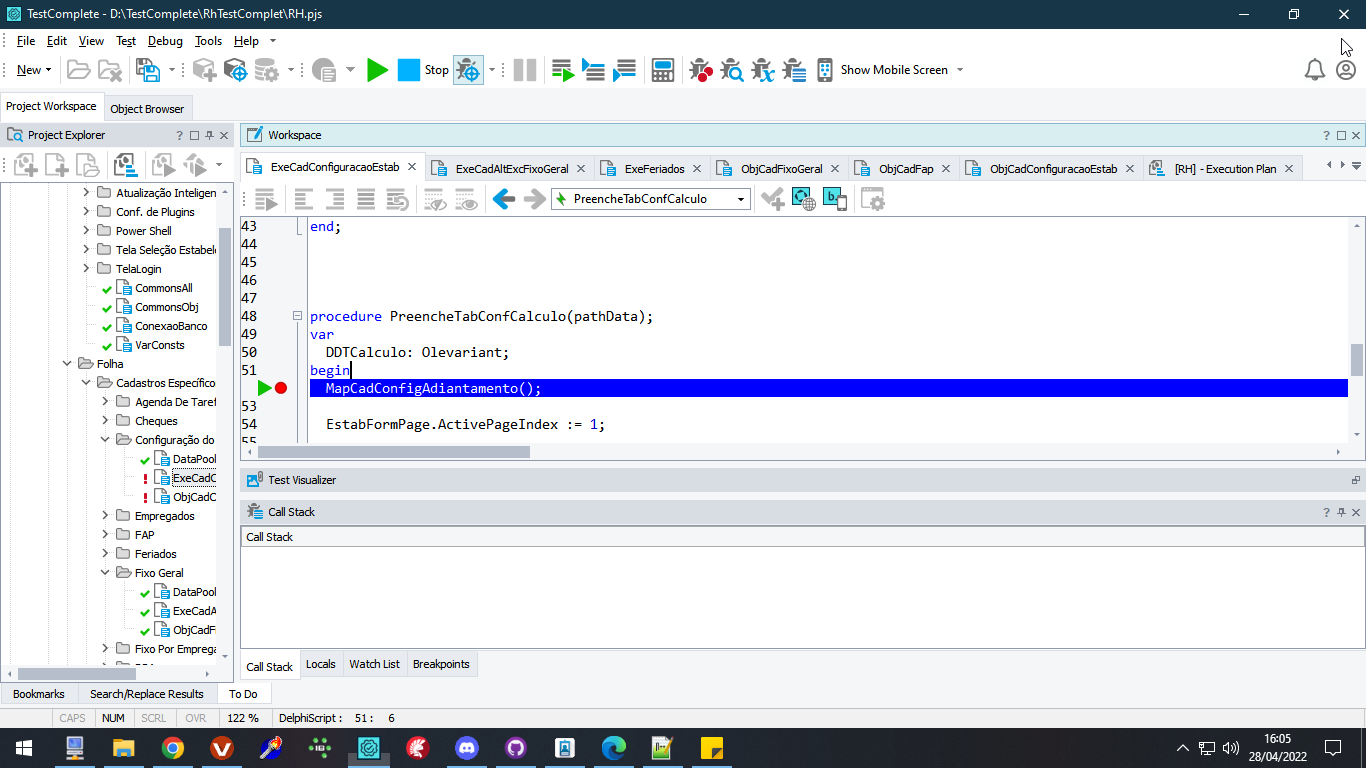 TestComplete - D:\TestComplete\RhTestComplet\RH.pjs
File Edit View Test Debug Tools Help
New Stop Show Mobile Screen
Project Workspace Object Browser
Project Explorer ?
Workspace ?
ExeCadConfiguracaoEstab ExeCadAltExcFixoGeral ExeFeriados ObjCadFixoGeral ObjCadFap ObjCadConfiguracaoEstab [RH] - Execution Plan
PreencheTabConfCalculo
Atualização Inteligen
Conf. de Plugins
Power Shell
Tela Seleção Estabele
TelaLogin
CommonsAll
CommonsObj
ConexaoBanco
VarConsts
Folha
Cadastros Específico
Agenda De Taref
Cheques
Configuração do
DataPool
ExeCadC
ObjCadC
Empregados
FAP
Feriados
Fixo Geral
DataPool
ExeCadA
ObjCadF
Fixo Por Emprega
43 end;
44
45
46
47
48 procedure PreencheTabConfCalculo(pathData);
49 var
50 DDTCalculo: Olevariant;
51 begin
MapCadConfigAdiantamento();
53
54 EstabFormPage.ActivePageIndex := 1;
55
Test Visualizer
Call Stack ?
Call Stack
Call Stack Locals Watch List Breakpoints
Bookmarks Search/Replace Results To Do
CAPS NUM SCRL OVR 122 % DelphiScript : 51 : 6
16:05
28/04/2022